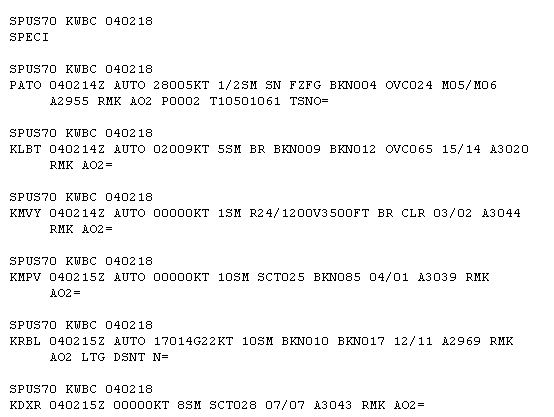 SPUS70 KWBC 040218
SPECI
SPUS70 KWBC 040218
PATO 040214Z AUTO 28005KT 1/2SM SN FZFG BKN004 OVC024 M05/M06
A2955 RMK AO2 P0002 T10501061 TSNO=
SPUS70 KWBC 040218
KLBT 040214Z AUTO 02009KT 5SM BR BKN009 BKN012 OVC065 15/14 A3020
RMK AO2=
SPUS70 KWBC 040218
KMVY 040214Z AUTO 00000KT 1SM R24/1200V3500FT BR CLR 03/02 A3044
RMK AO2=
SPUS70 KWBC 040218
KMPV 040215Z AUTO 00000KT 10SM SCT025 BKN085 04/01 A3039 RMK
AO2=
SPUS70 KWBC 040218
KRBL 040215Z AUTO 17014G22KT 10SM BKN010 BKN017 12/11 A2969 RMK
AO2 LTG DSNT N=
SPUS70 KWBC 040218
KDXR 040215Z 00000KT 8SM SCT028 07/07 A3043 RMK AO2=